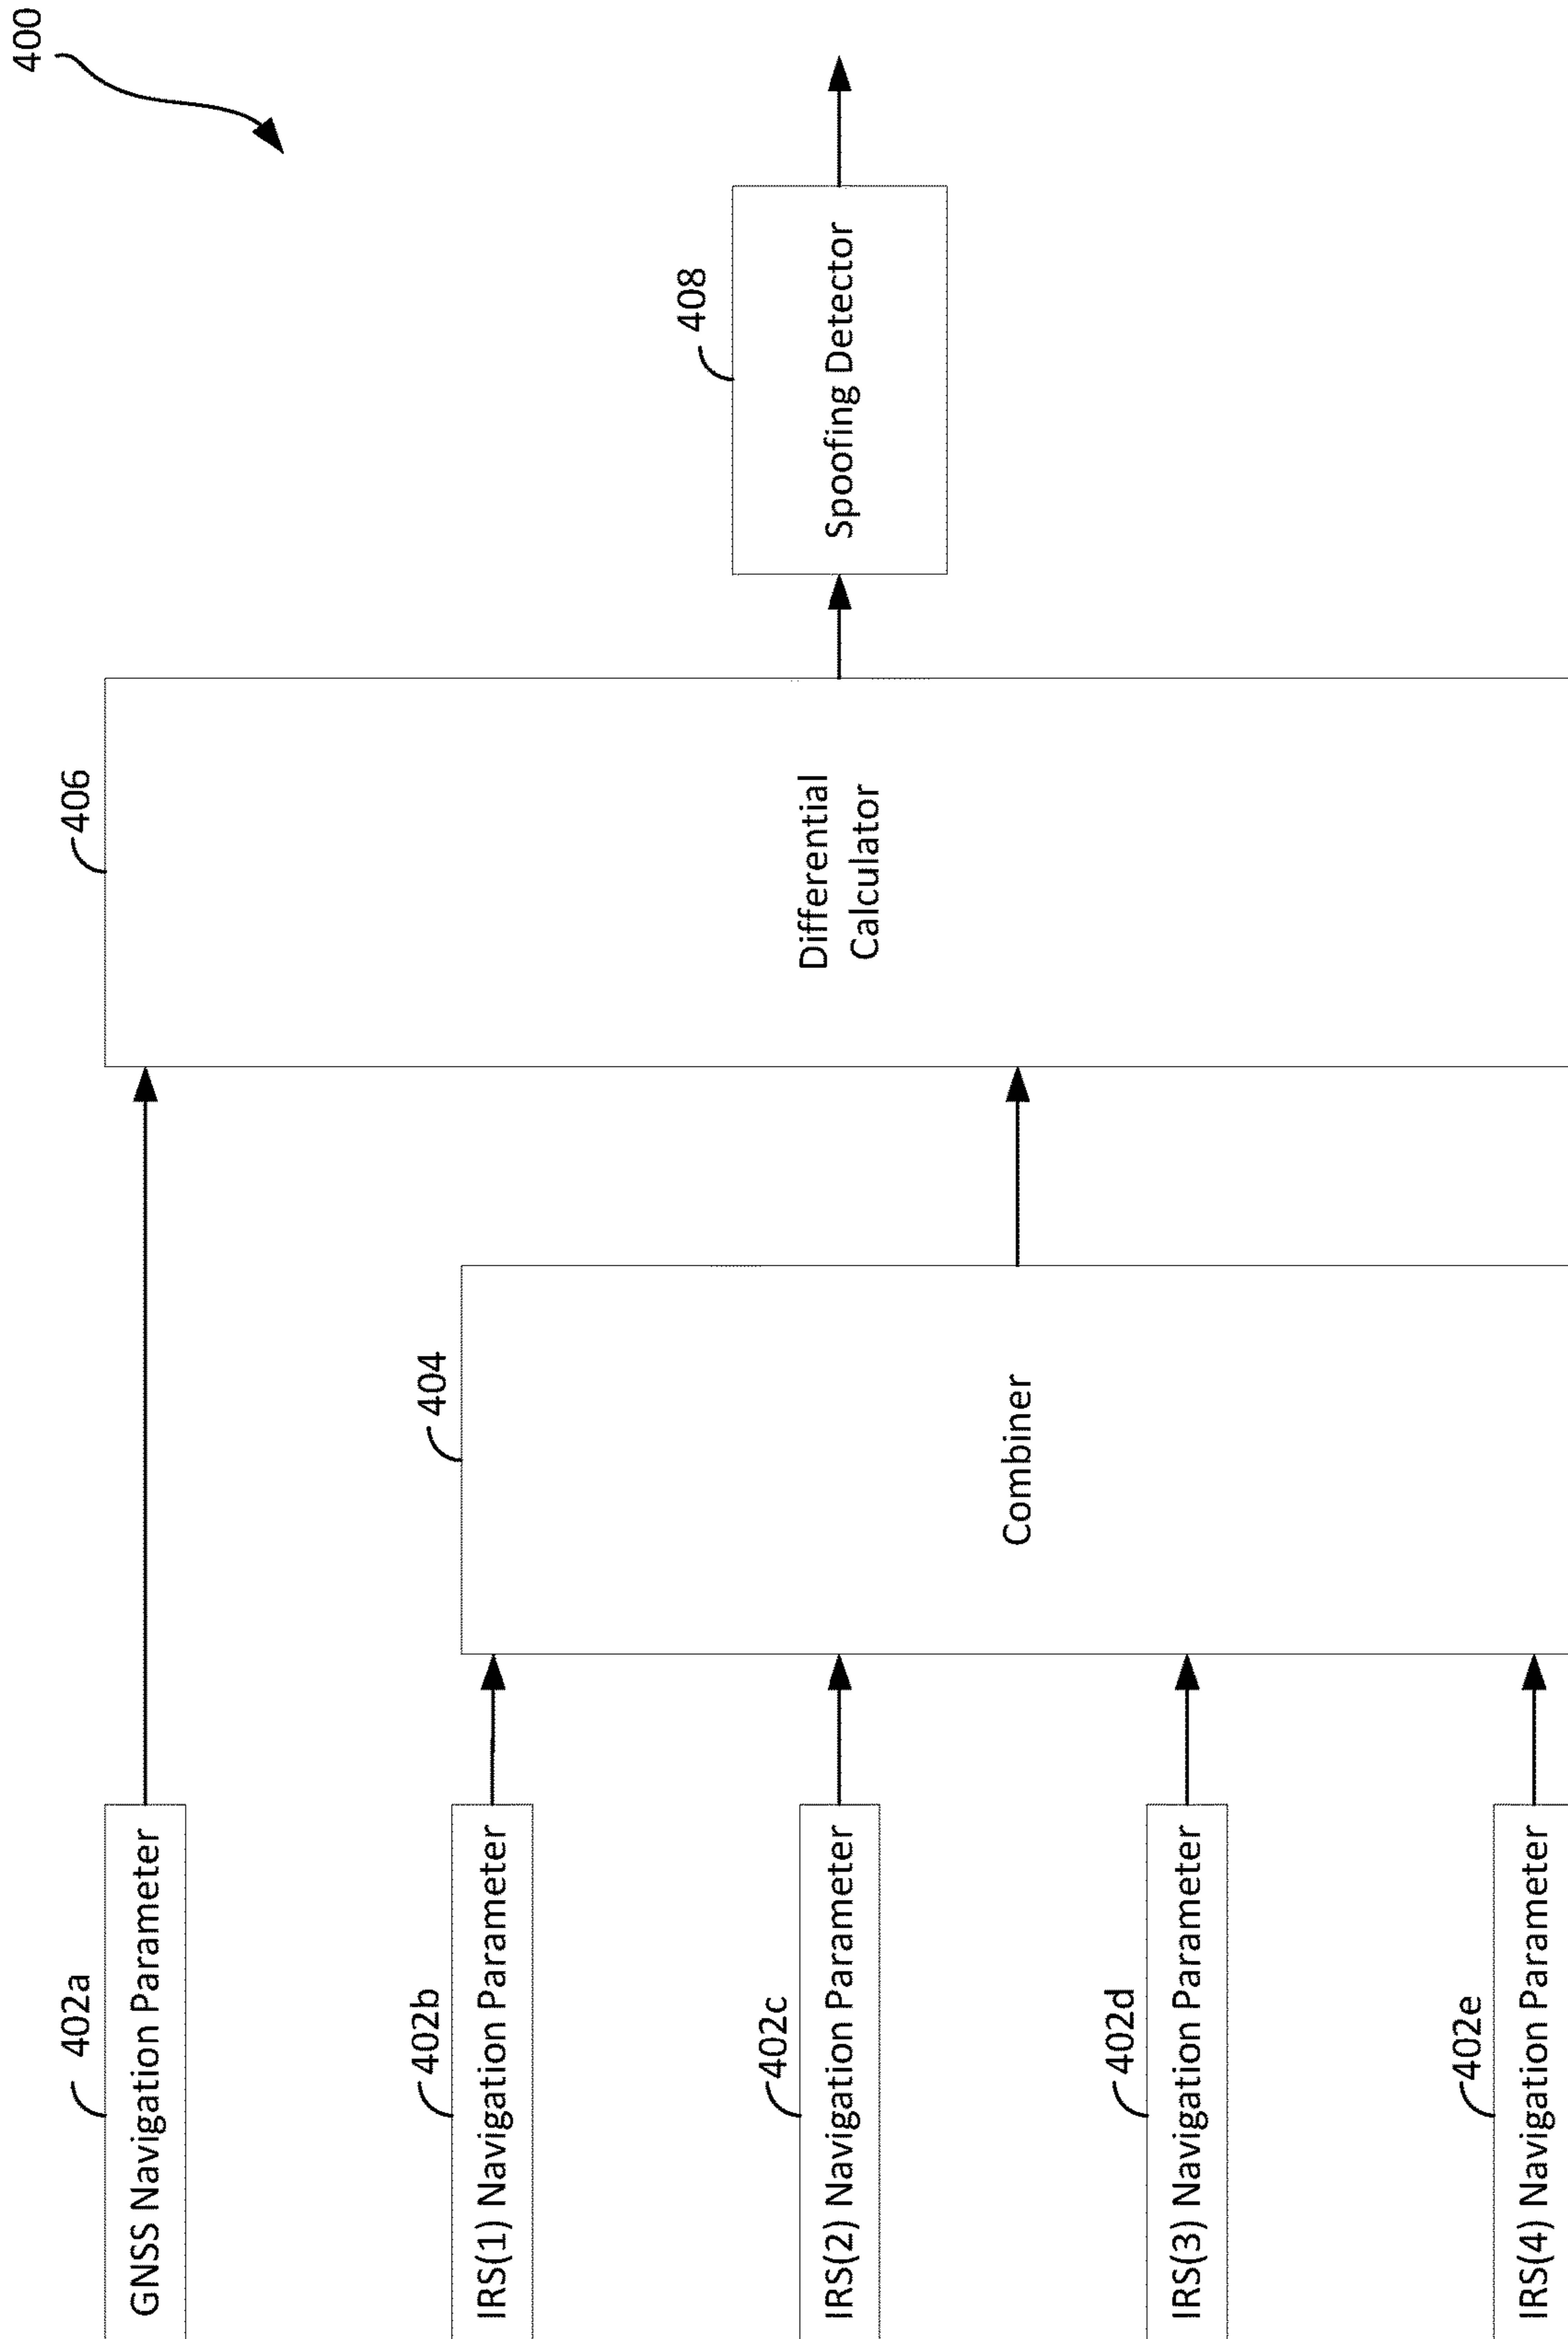 400
402a
GNSS Navigation Parameter
402b
IRS(1) Navigation Parameter
402c
IRS(2) Navigation Parameter
402d
IRS(3) Navigation Parameter
402e
IRS(4) Navigation Parameter
404
Combiner
406
Differential
Calculator
408
Spoofing Detector